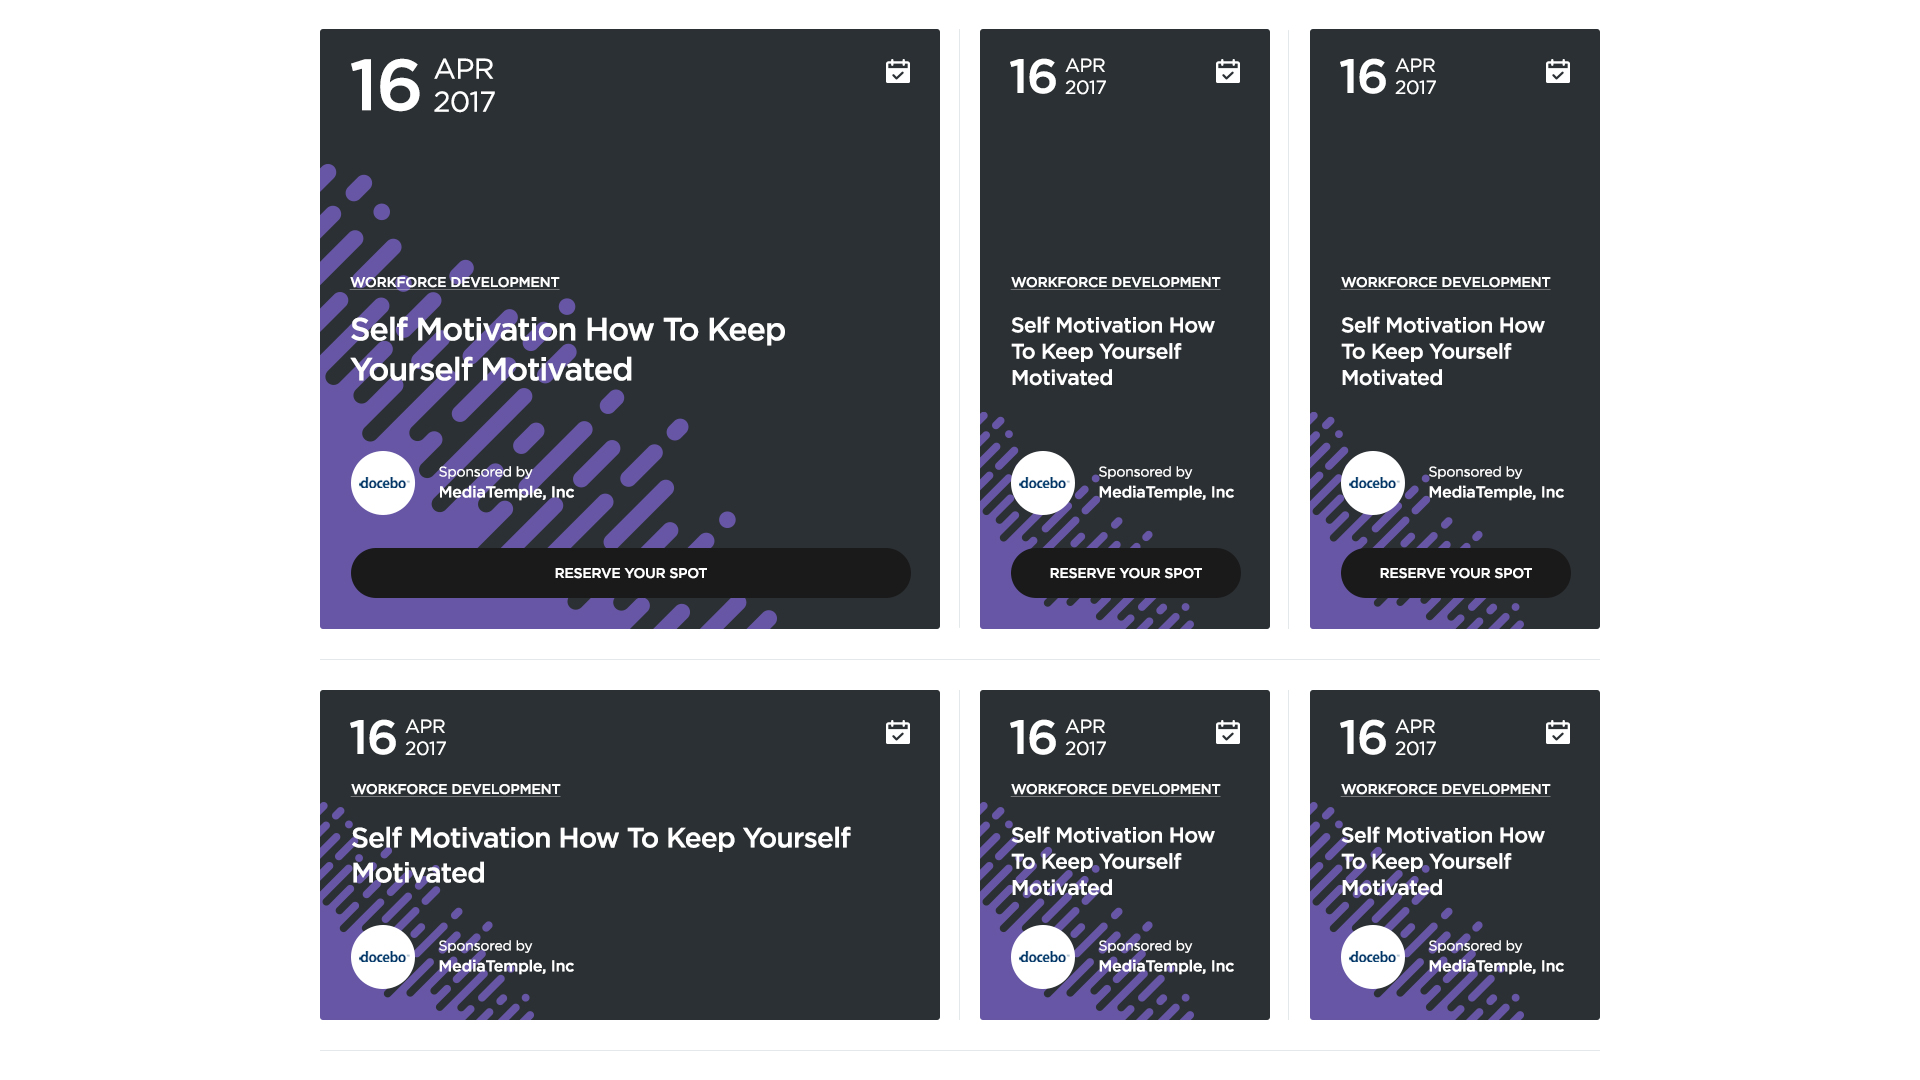 16 APR
2017
WORKFORCE DEVELOPMENT
Self Motivation How To Keep
Yourself Motivated
docebo
Sponsored by
MediaTemple, Inc
RESERVE YOUR SPOT
16 APR
2017
WORKFORCE DEVELOPMENT
Self Motivation How
To Keep Yourself
Motivated
docebo
Sponsored by
MediaTemple, Inc
RESERVE YOUR SPOT
16 APR
2017
WORKFORCE DEVELOPMENT
Self Motivation How
To Keep Yourself
Motivated
docebo
Sponsored by
MediaTemple, Inc
RESERVE YOUR SPOT
16 APR
2017
WORKFORCE DEVELOPMENT
Self Motivation How To Keep Yourself
Motivated
docebo
Sponsored by
MediaTemple, Inc
16 APR
2017
WORKFORCE DEVELOPMENT
Self Motivation How
To Keep Yourself
Motivated
docebo
Sponsored by
MediaTemple, Inc
16 APR
2017
WORKFORCE DEVELOPMENT
Self Motivation How
To Keep Yourself
Motivated
docebo
Sponsored by
MediaTemple, Inc